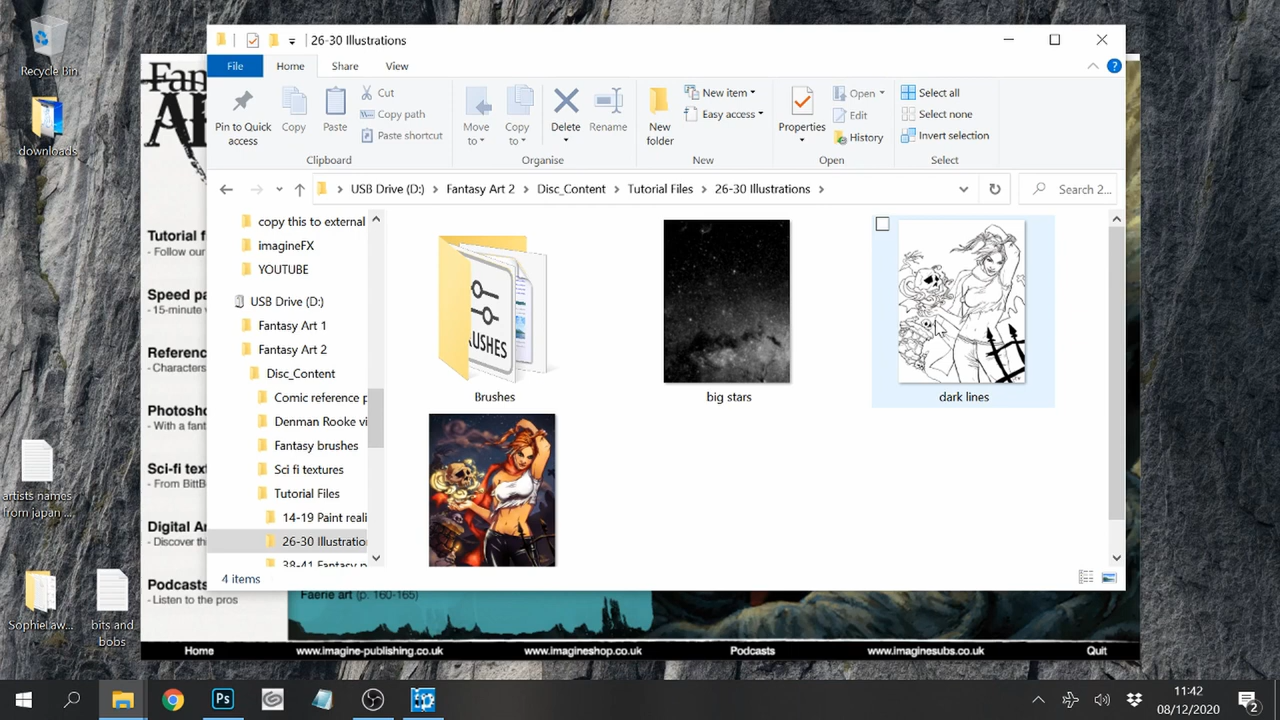 26-30 Illustrations
File
Home
Share
View
Pin to Quick
access
Copy
Paste
Cut
Copy path
Paste shortcut
Clipboard
Move
to
Copy
to
Delete
Rename
Organise
New
folder
New item
Easy access
New
Properties
Open
Edit
History
Open
Select all
Select none
Invert selection
Select
USB Drive (D:)
Fantasy Art 2
Disc_Content
Tutorial Files
26-30 Illustrations
Search 2...
copy this to external
imagineFX
YOUTUBE
USB Drive (D:)
Fantasy Art 1
Fantasy Art 2
Disc_Content
Comic reference p
Denman Rooke vi
Fantasy brushes
Sci fi textures
Tutorial Files
14-19 Paint reali
26-30 Illustratio
38-41 Fantasy p
Brushes
big stars
dark lines
4 items
Recycle Bin
downloads
artists names
from japan ...
SophieLaw...
bits and
bobs
Fan
Ar
Tutorial f
- Follow our
Speed pa
- 15-minute
Referenc
- Characters
Photosho
- With a fant
Sci-fi text
- From BittB
Digital Ar
- Discover th
Podcasts
- Listen to the pros
Faerie art (p. 160-165)
Home
www.imagine-publishing.co.uk
www.imagineshop.co.uk
Podcasts
www.imaginesubs.co.uk
Quit
Ps
11:42
08/12/2020
2